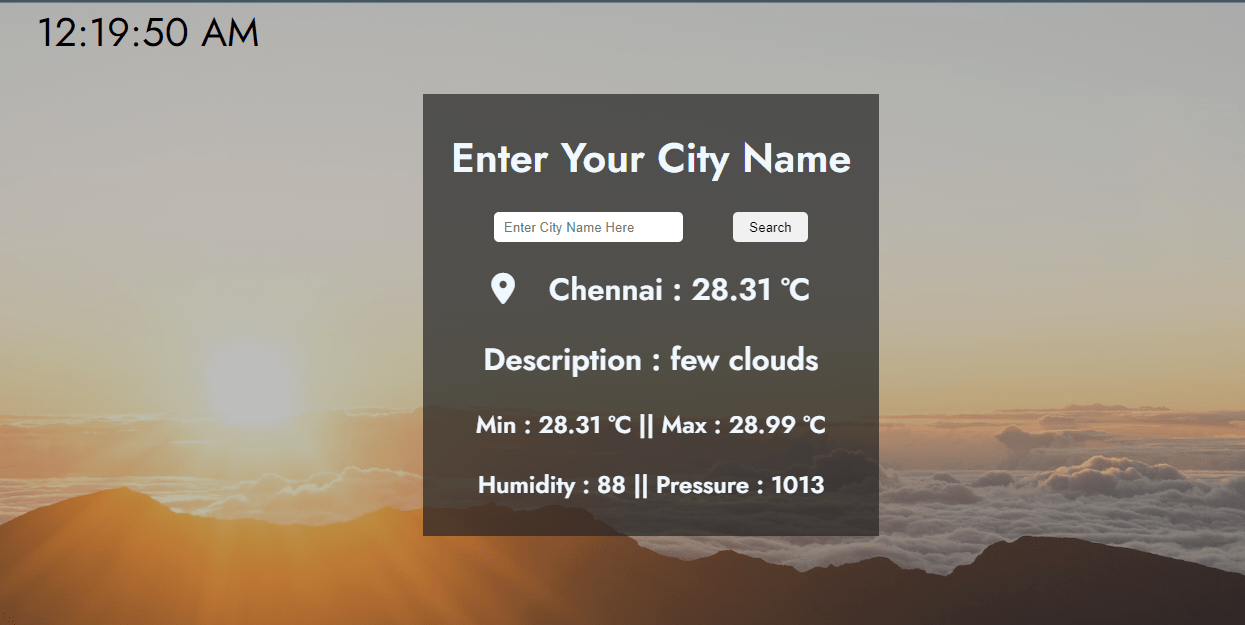 12:19:50 AM
Enter Your City Name
Enter City Name Here Search
Chennai : 28.31 °C
Description : few clouds
Min : 28.31 °C || Max : 28.99 °C
Humidity : 88 || Pressure : 1013